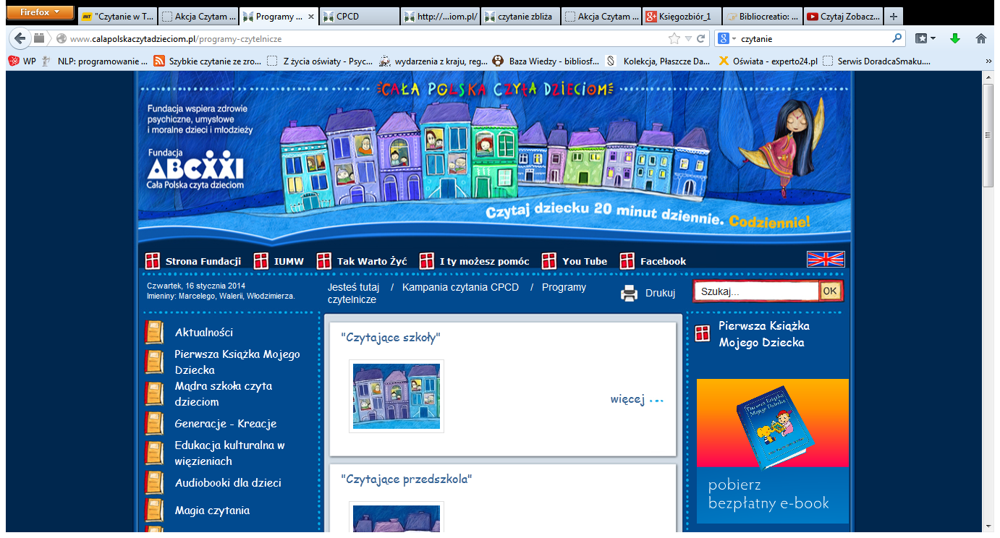 Firefox
"Czytanie w T...
Akcja Czytam ...
Programy ...
CPCD
http://...iom.pl/
czytanie zbliża
Akcja Czytam ...
Księgozbiór_1
Bibliocreatio: ...
Czytaj Zobacz...
www.calapolskaczytadzieciom.pl/programy-czytelnicze
czytanie
WP
NLP: programowanie ...
Szybkie czytanie ze zro...
Z życia oświaty - Psyc...
wydarzenia z kraju, reg...
Baza Wiedzy - bibliosf...
Kolekcja, Płaszcze Da...
Oświata - experto24.pl
Serwis DoradcaSmaku....
CAŁA POLSKA CZYTA DZIECIOM
Fundacja wspiera zdrowie
psychiczne, umysłowe
i moralne dzieci i młodzieży
Fundacja
ABCXXI
Cała Polska czyta dzieciom
Czytaj dziecku 20 minut dziennie. Codziennie!
Strona Fundacji
IUMW
Tak Warto Żyć
I ty możesz pomóc
You Tube
Facebook
Czwartek, 16 stycznia 2014
Imieniny: Marcelego, Walerii, Włodzimierza.
Jesteś tutaj / Kampania czytania CPCD / Programy
czytelnicze
Drukuj
Szukaj...
OK
Aktualności
Pierwsza Książka Mojego
Dziecka
Mądra szkoła czyta
dzieciom
Generacje - Kreacje
Edukacja kulturalna w
więzieniach
Audiobooki dla dzieci
Magia czytania
"Czytające szkoły"
więcej
"Czytające przedszkola"
Pierwsza Książka
Mojego Dziecka
Pierwsza Książka
Mojego Dziecka
pobierz
bezpłatny e-book